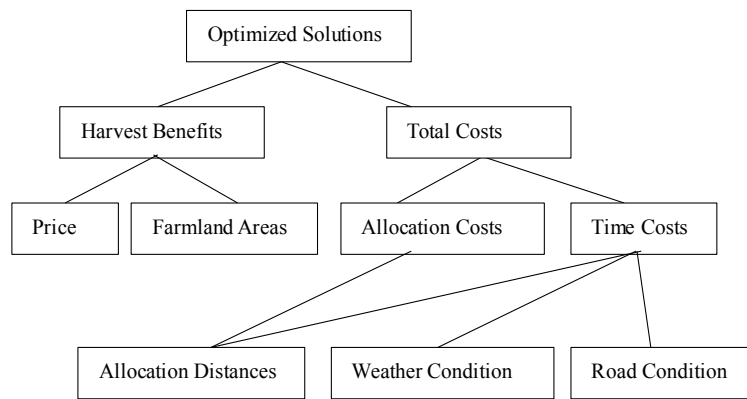 Optimized Solutions
Harvest Benefits
Total Costs
Price
Farmland Areas
Allocation Costs
Time Costs
Allocation Distances
Weather Condition
Road Condition